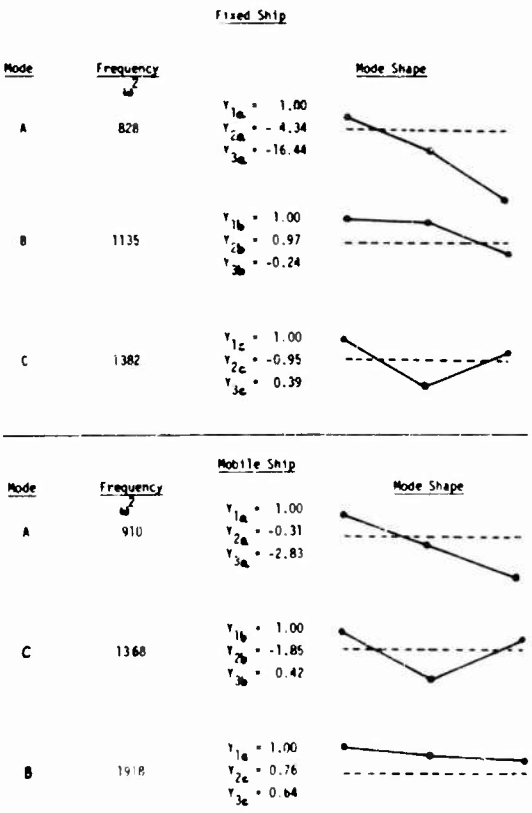 Fixed Ship
Mode Frequency ω² Mode Shape
Y1a = 1.00
A 828 Y2a = - 4.34
Y3a = -16.44
Y1b = 1.00
B 1135 Y2b = 0.97
Y3b = -0.24
Y1c = 1.00
C 1382 Y2c = -0.95
Y3c = 0.39
Mobile Ship
Mode Frequency ω² Mode Shape
Y1a = 1.00
A 910 Y2a = -0.31
Y3a = -2.83
Y1b = 1.00
C 1368 Y2b = -1.85
Y3b = 0.42
Y1c = 1.00
B 1918 Y2c = 0.76
Y3c = 0.64